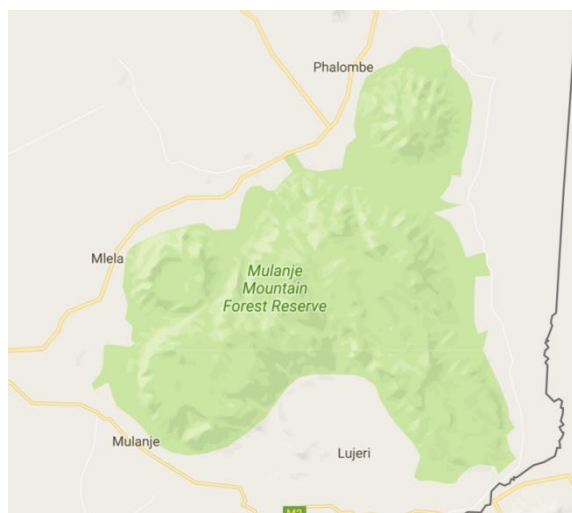 Phalombe
Mlela
Mulanje
Mountain
Forest Reserve
Mulanje
Lujeri